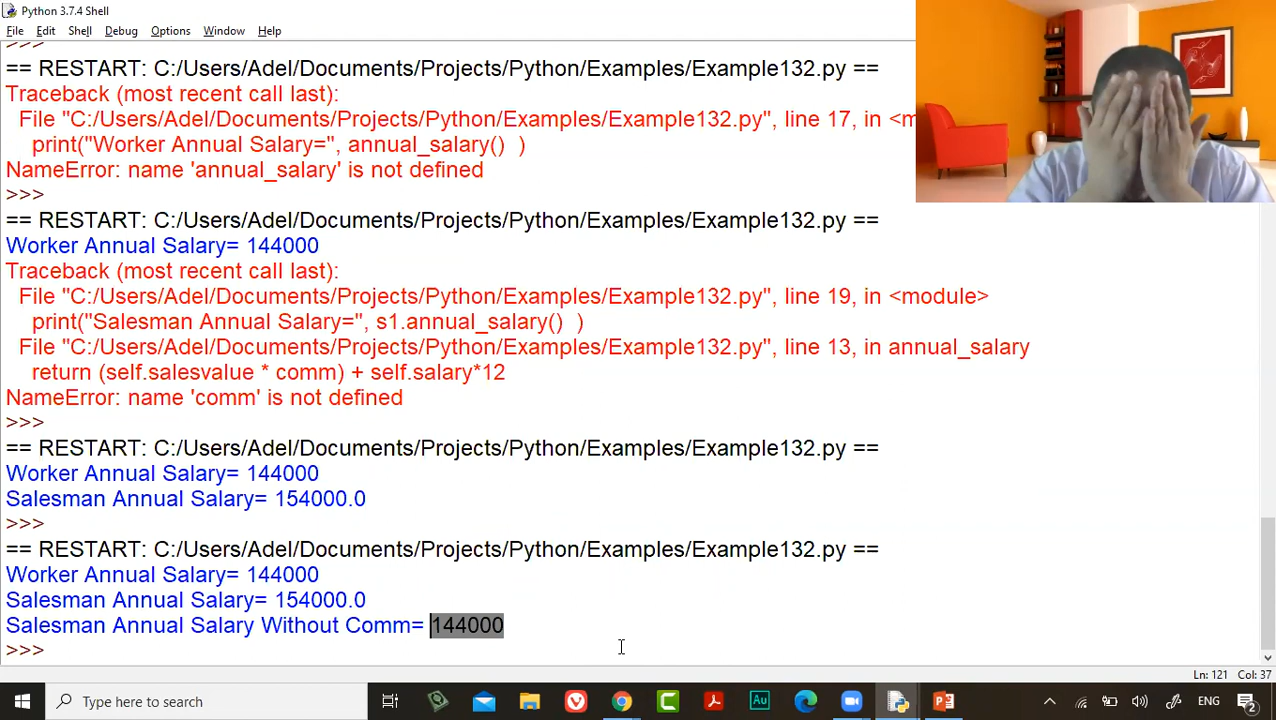 Python 3.7.4 Shell
File Edit Shell Debug Options Window Help
>>>
== RESTART: C:/Users/Adel/Documents/Projects/Python/Examples/Example132.py ==
Traceback (most recent call last):
File "C:/Users/Adel/Documents/Projects/Python/Examples/Example132.py", line 17, in <m
print("Worker Annual Salary=", annual_salary()  )
NameError: name 'annual_salary' is not defined
>>>
== RESTART: C:/Users/Adel/Documents/Projects/Python/Examples/Example132.py ==
Worker Annual Salary= 144000
Traceback (most recent call last):
File "C:/Users/Adel/Documents/Projects/Python/Examples/Example132.py", line 19, in <module>
print("Salesman Annual Salary=", s1.annual_salary()  )
File "C:/Users/Adel/Documents/Projects/Python/Examples/Example132.py", line 13, in annual_salary
return (self.salesvalue * comm) + self.salary*12
NameError: name 'comm' is not defined
>>>
== RESTART: C:/Users/Adel/Documents/Projects/Python/Examples/Example132.py ==
Worker Annual Salary= 144000
Salesman Annual Salary= 154000.0
>>>
== RESTART: C:/Users/Adel/Documents/Projects/Python/Examples/Example132.py ==
Worker Annual Salary= 144000
Salesman Annual Salary= 154000.0
Salesman Annual Salary Without Comm= 144000
>>>
Ln: 121 Col: 37
Type here to search
Au
ENG
2